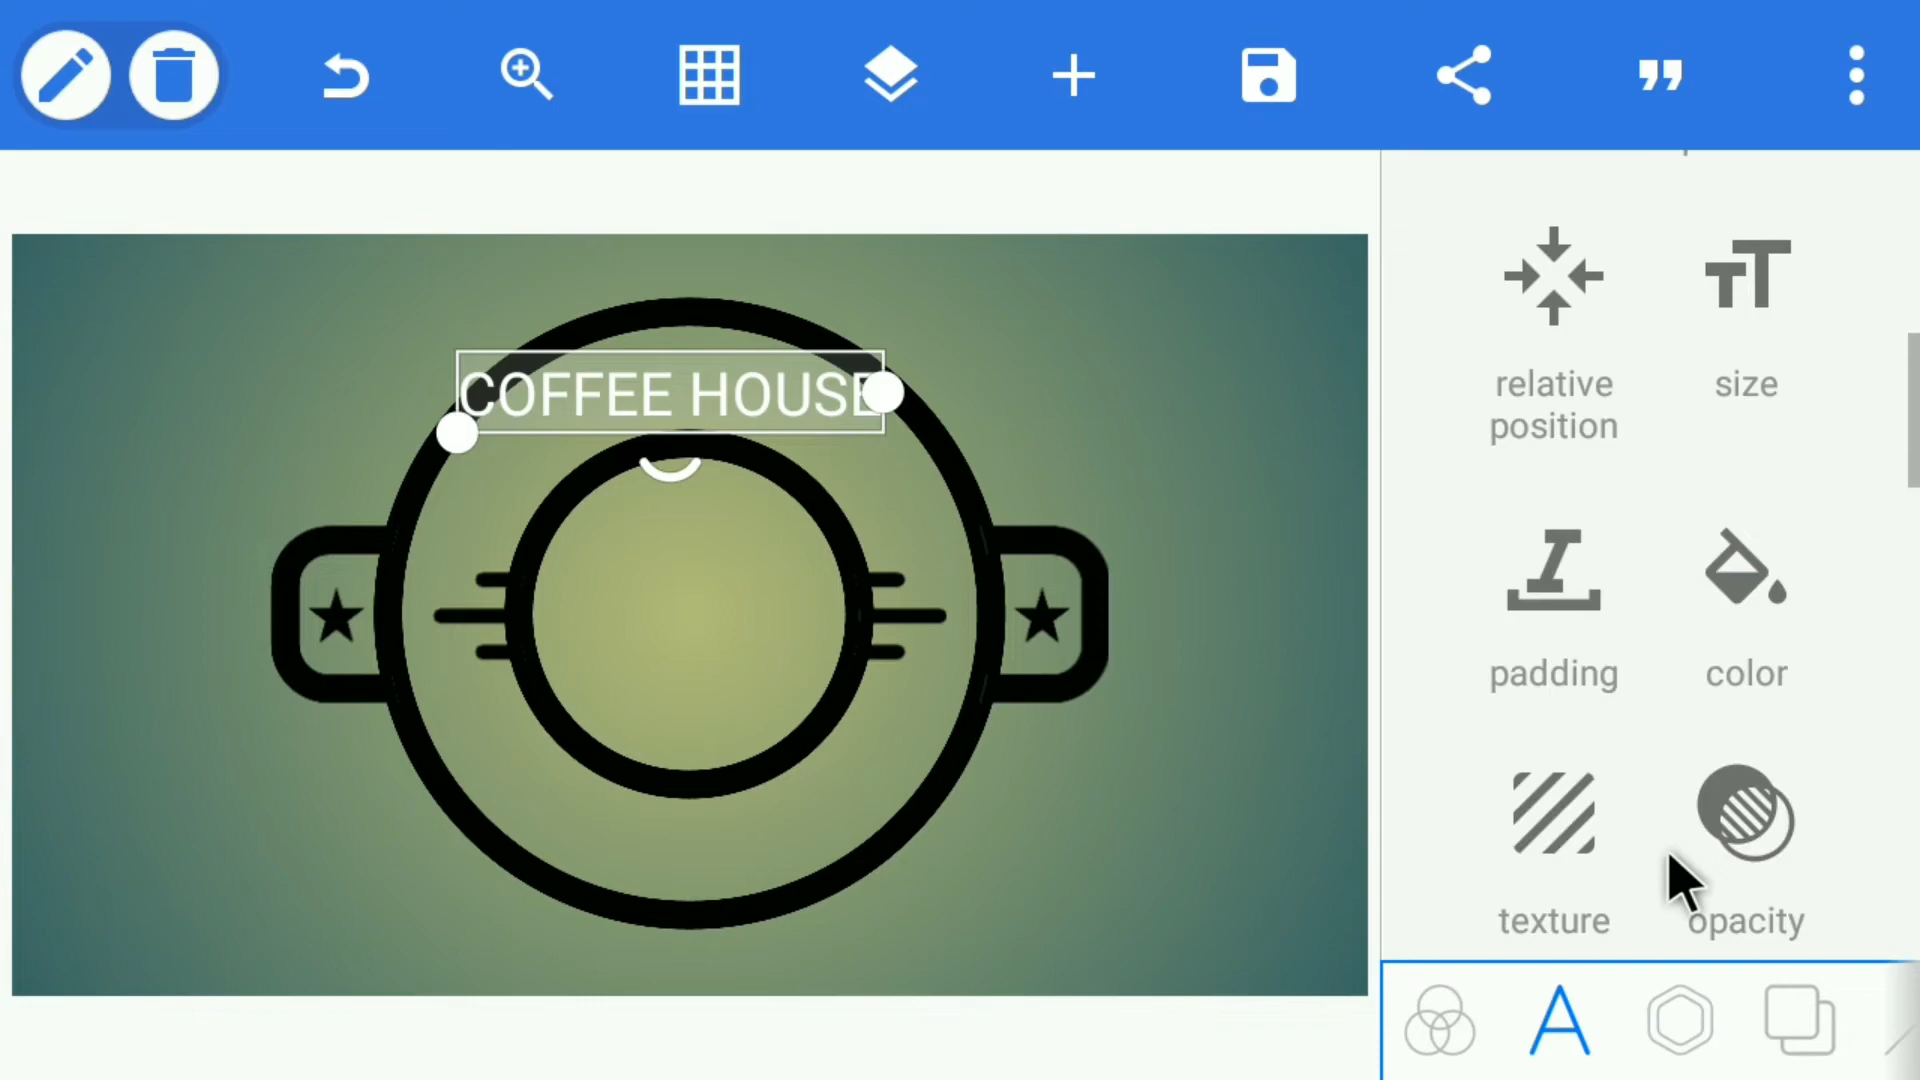 COFFEE HOUSE
relative
position
size
padding
color
texture
opacity